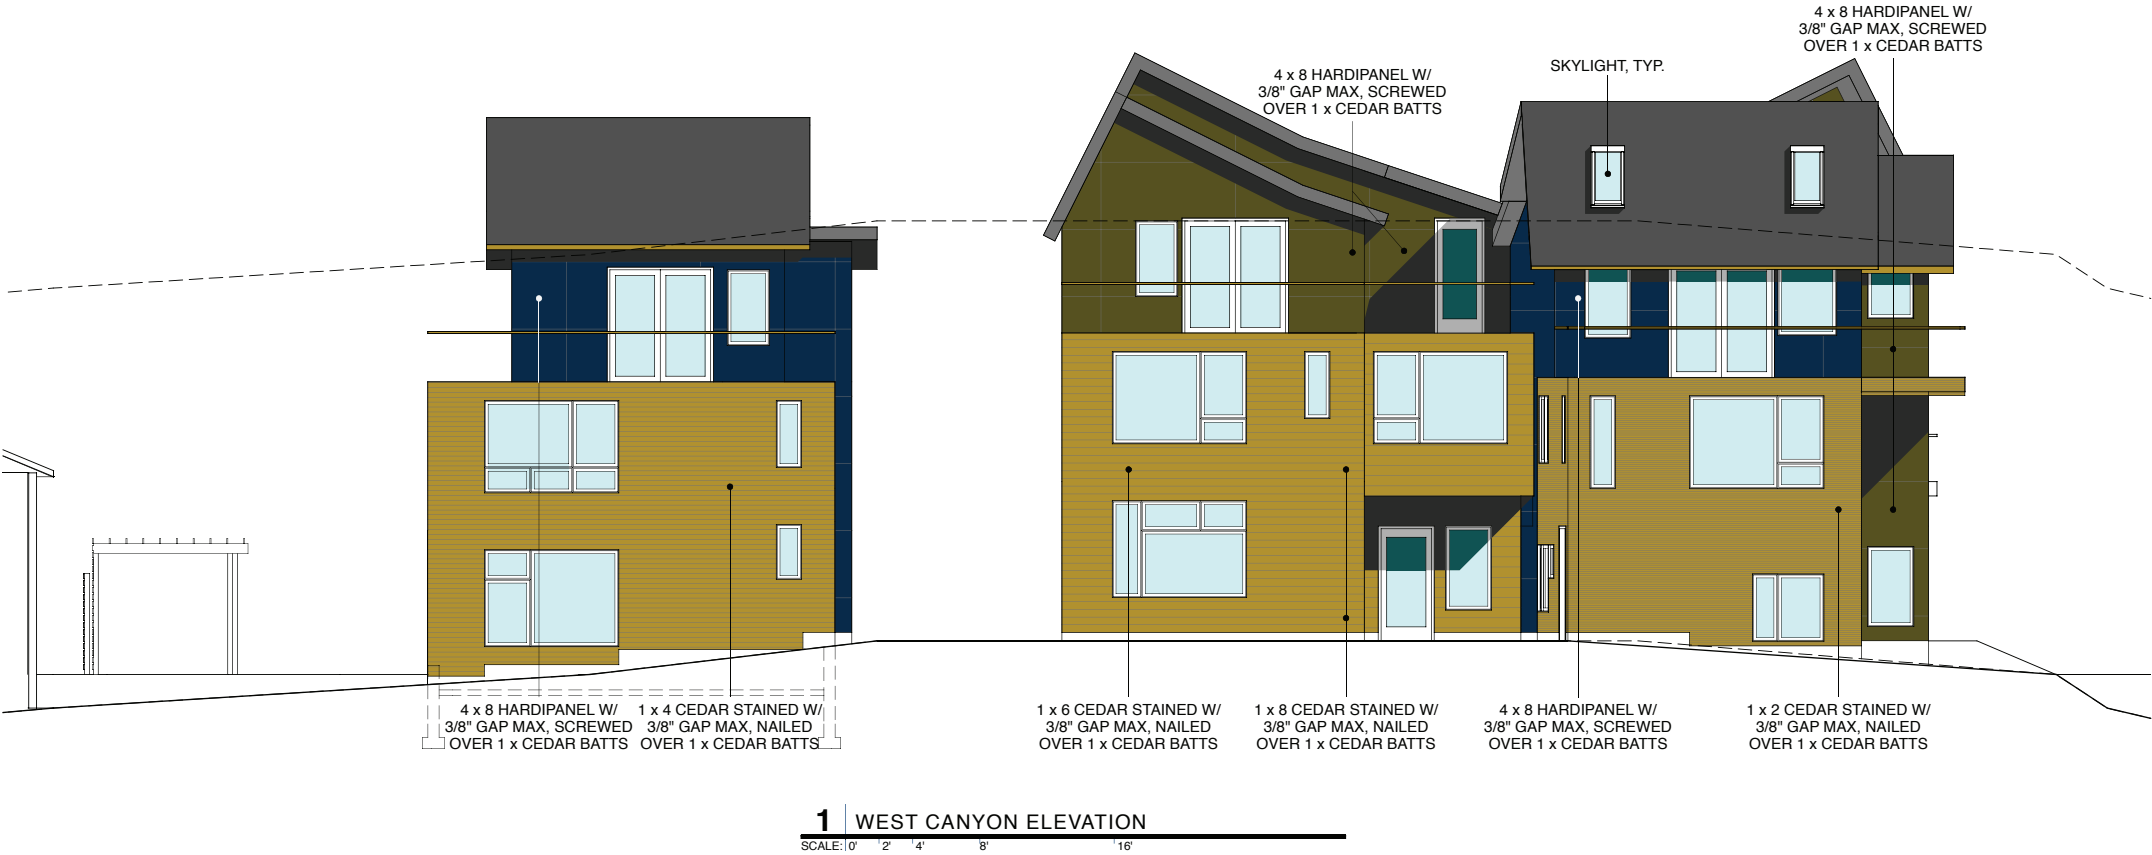 4 x 8 HARDIPANEL W/
3/8" GAP MAX, SCREWED
OVER 1 x CEDAR BATTS
SKYLIGHT, TYP.
4 x 8 HARDIPANEL W/
3/8" GAP MAX, SCREWED
OVER 1 x CEDAR BATTS
4 x 8 HARDIPANEL W/
3/8" GAP MAX, SCREWED
OVER 1 x CEDAR BATTS
1 x 4 CEDAR STAINED W/
3/8" GAP MAX, NAILED
OVER 1 x CEDAR BATTS
1 x 6 CEDAR STAINED W/
3/8" GAP MAX, NAILED
OVER 1 x CEDAR BATTS
1 x 8 CEDAR STAINED W/
3/8" GAP MAX, NAILED
OVER 1 x CEDAR BATTS
4 x 8 HARDIPANEL W/
3/8" GAP MAX, SCREWED
OVER 1 x CEDAR BATTS
1 x 2 CEDAR STAINED W/
3/8" GAP MAX, NAILED
OVER 1 x CEDAR BATTS
1 WEST CANYON ELEVATION
SCALE: 0' 2' 4' 8' 16'